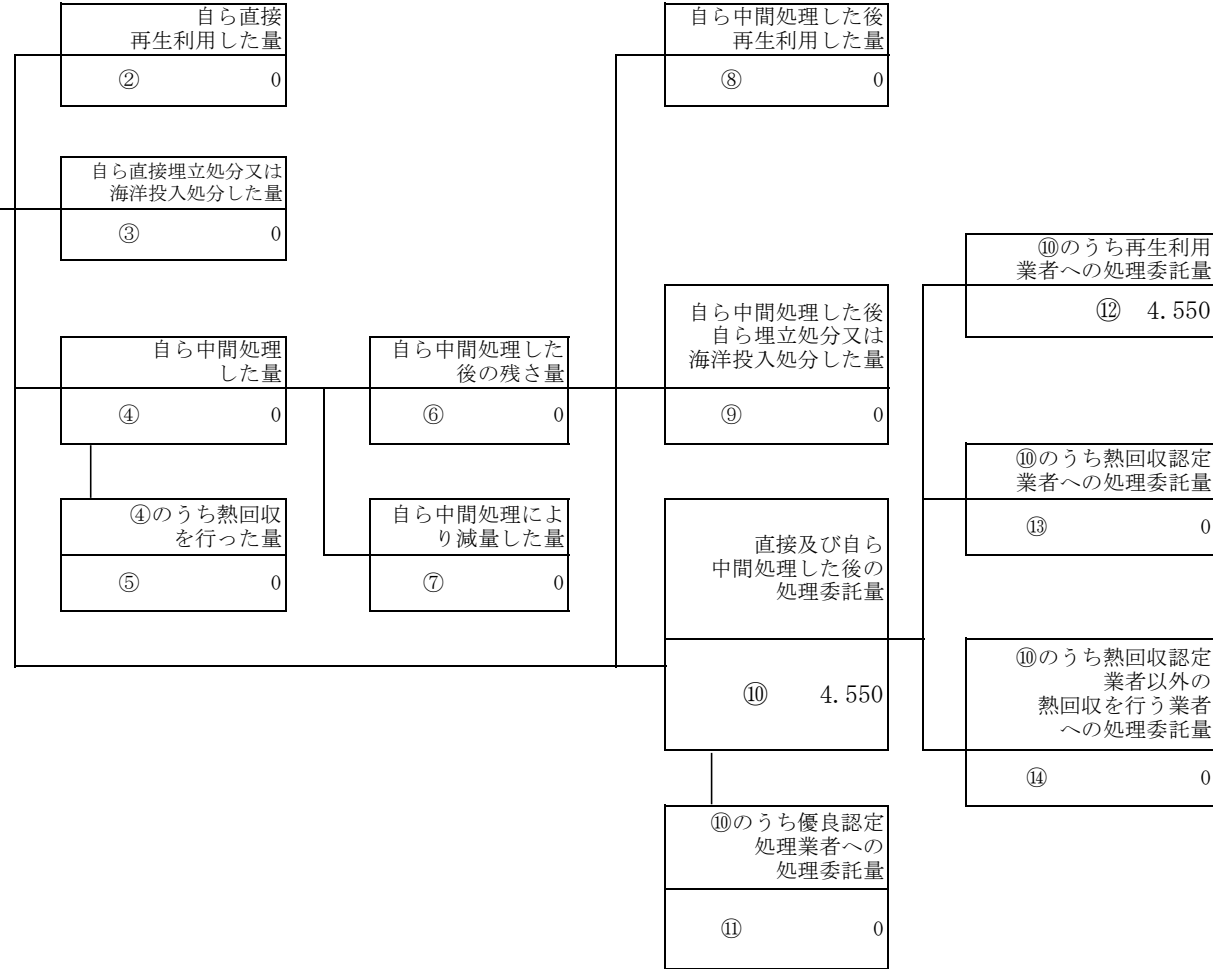 自ら直接
再生利用した量
② 0
自ら直接埋立処分又は
海洋投入処分した量
③ 0
自ら中間処理
した量
④ 0
④のうち熱回収
を行った量
⑤ 0
自ら中間処理した
後の残さ量
⑥ 0
自ら中間処理によ
り減量した量
⑦ 0
自ら中間処理した後
再生利用した量
⑧ 0
自ら中間処理した後
自ら埋立処分又は
海洋投入処分した量
⑨ 0
直接及び自ら
中間処理した後の
処理委託量
⑩ 4.550
⑩のうち優良認定
処理業者への
処理委託量
⑪ 0
⑩のうち再生利用
業者への処理委託量
⑫ 4.550
⑩のうち熱回収認定
業者への処理委託量
⑬ 0
⑩のうち熱回収認定
業者以外の
熱回収を行う業者
への処理委託量
⑭ 0